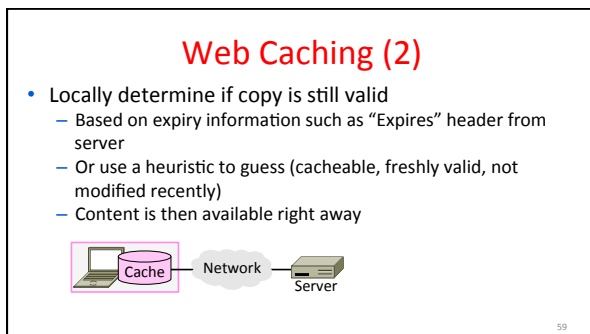 Web Caching (2)
• Locally determine if copy is still valid
– Based on expiry information such as “Expires” header from
server
– Or use a heuristic to guess (cacheable, freshly valid, not
modified recently)
– Content is then available right away
Cache
Network
Server
59